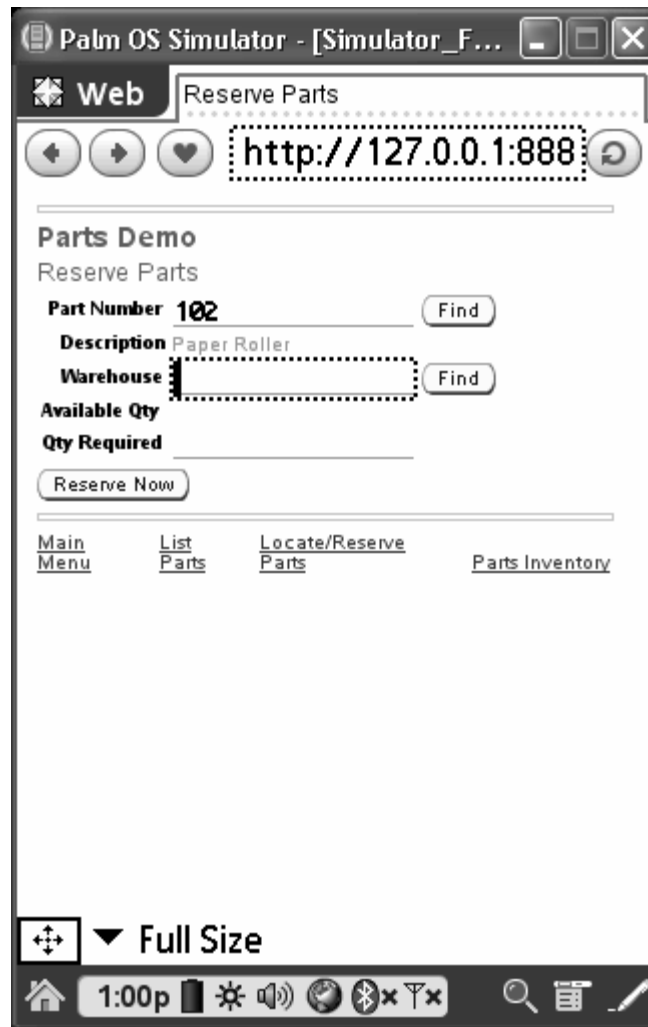 Palm OS Simulator - [Simulator_F...
Web
Reserve Parts
http://127.0.0.1:888
Parts Demo
Reserve Parts
Part Number 102 Find
Description Paper Roller
Warehouse Find
Available Qty
Qty Required
Reserve Now
Main Menu List Parts Locate/Reserve Parts Parts Inventory
Full Size
1:00p